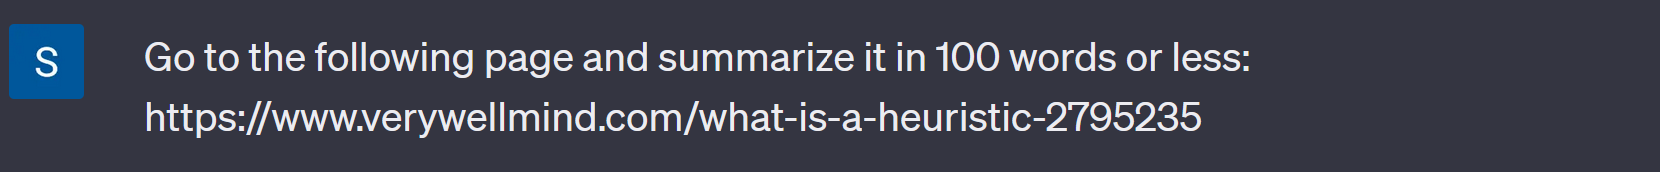 S
Go to the following page and summarize it in 100 words or less:
https://www.verywellmind.com/what-is-a-heuristic-2795235